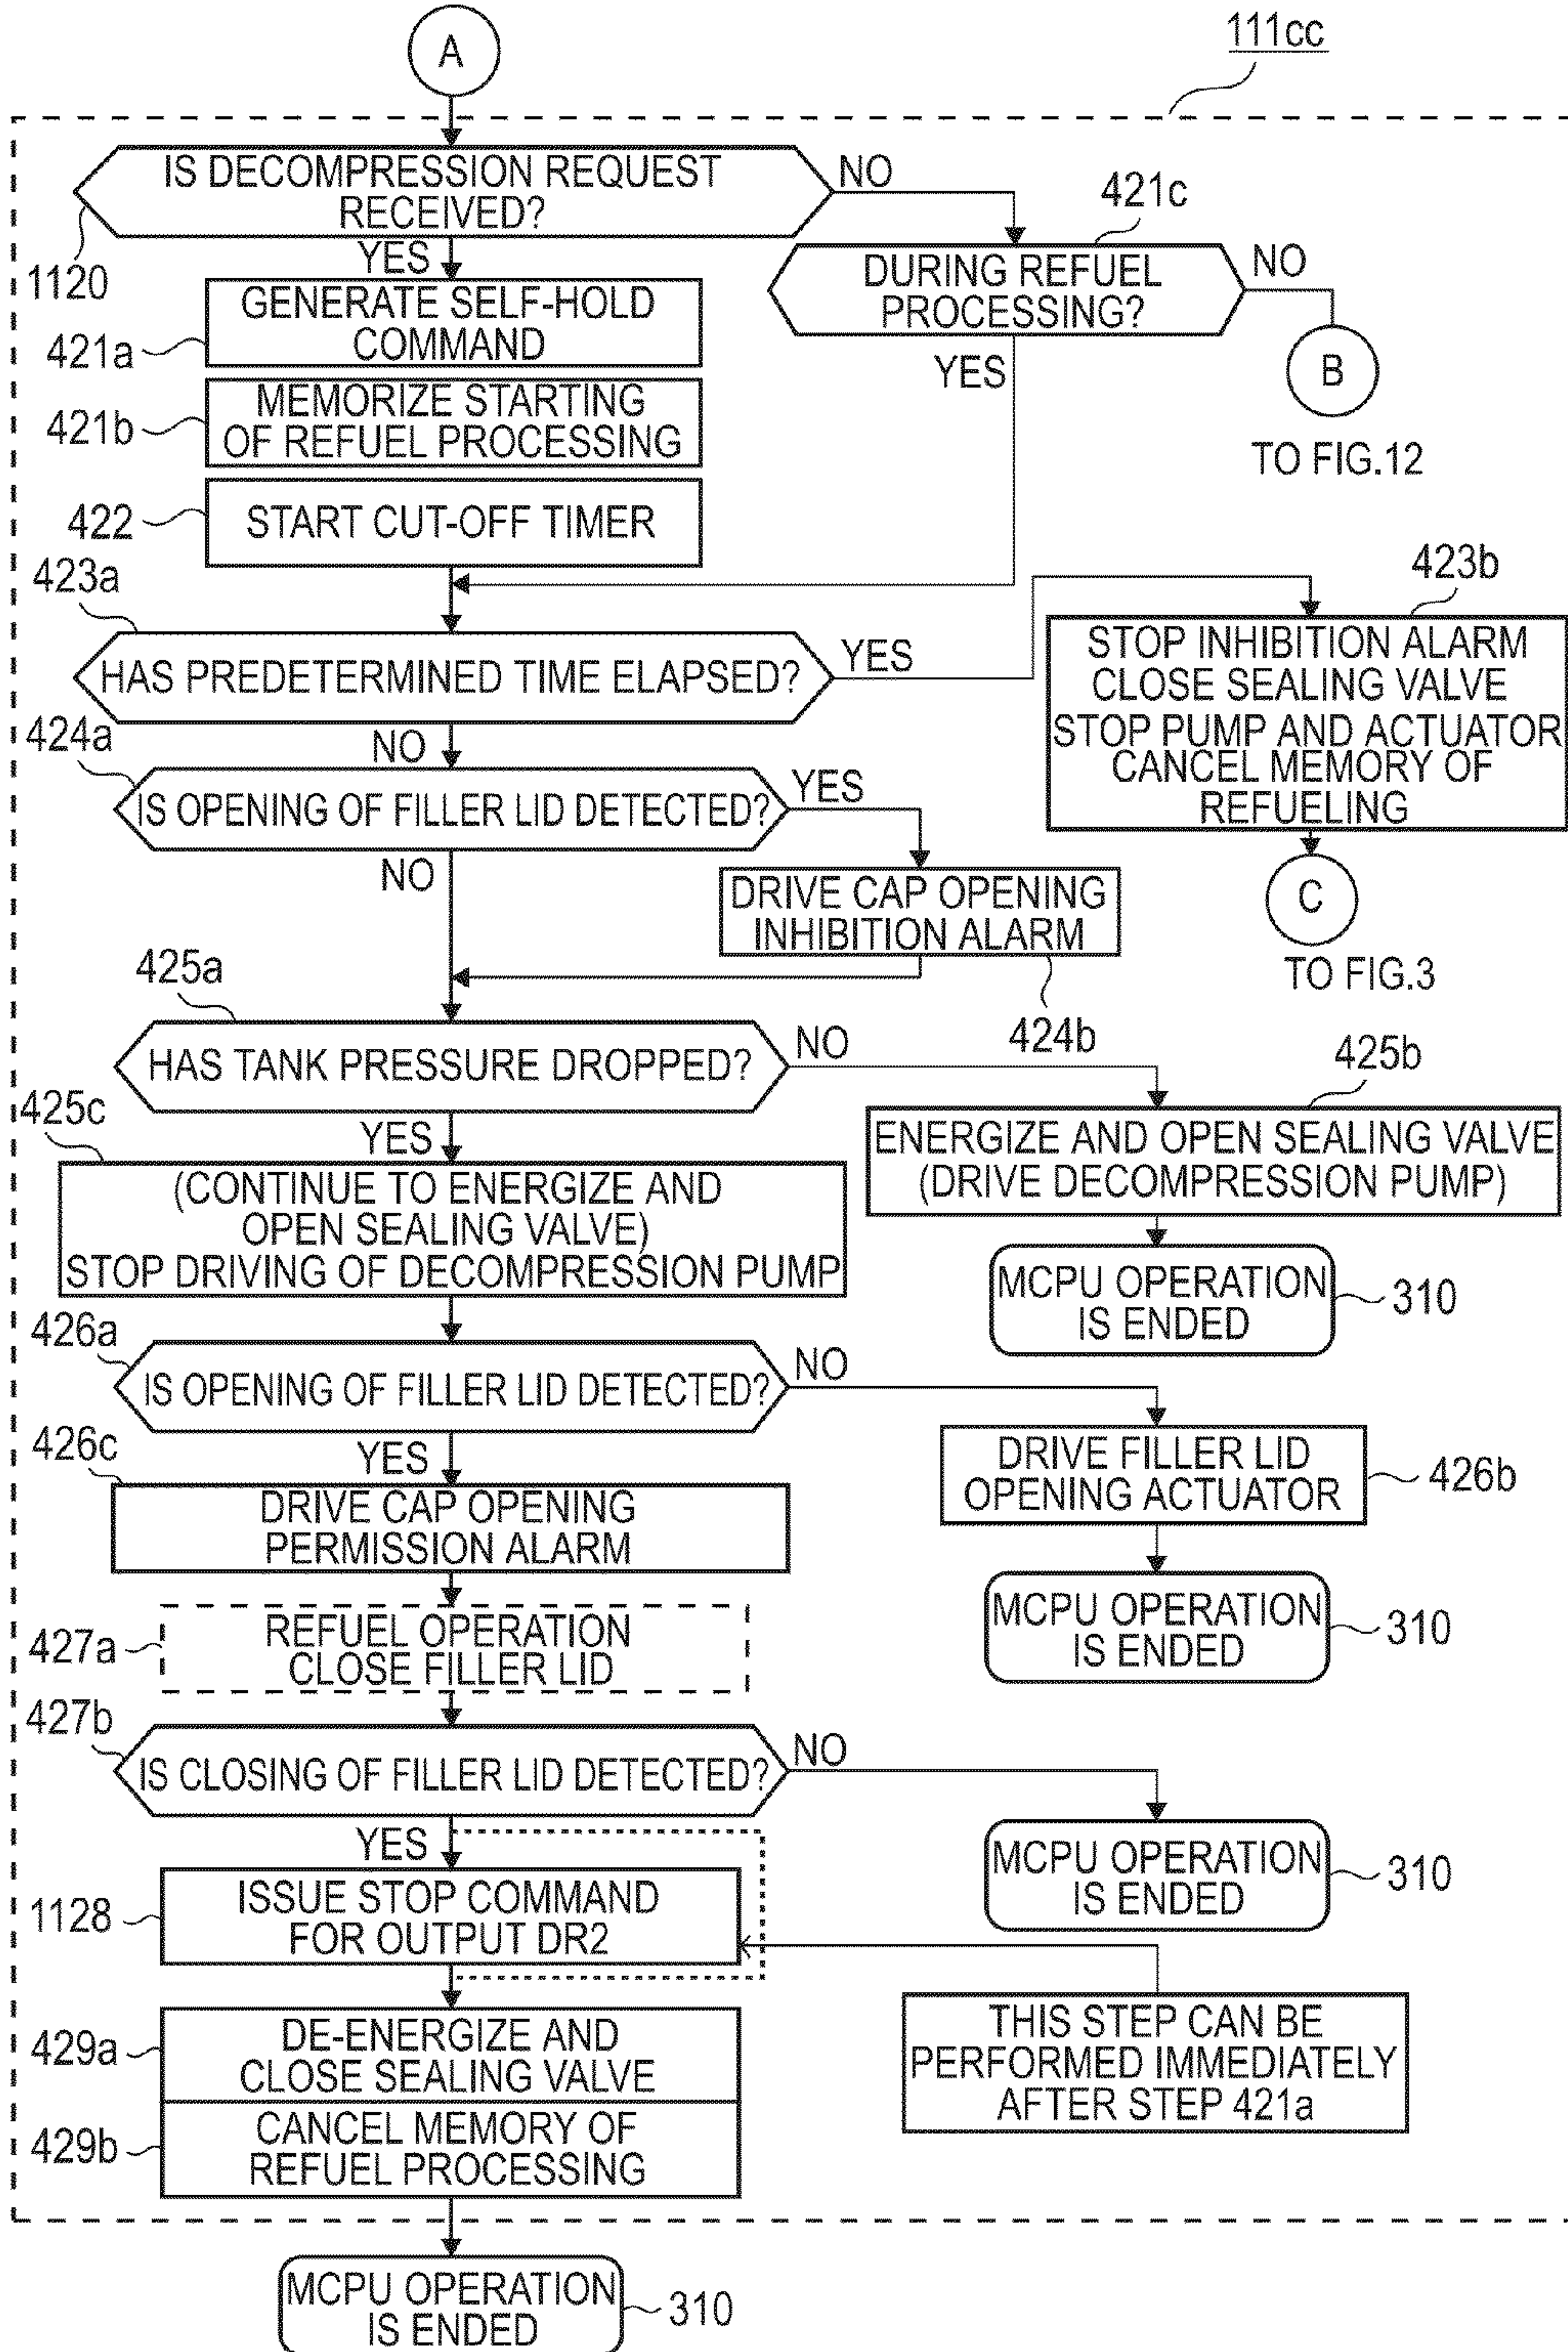 A
111cc
IS DECOMPRESSION REQUEST
RECEIVED?
NO
1120
YES
421c
DURING REFUEL
PROCESSING?
NO
YES
B
TO FIG.12
GENERATE SELF-HOLD
COMMAND
421a
MEMORIZE STARTING
OF REFUEL PROCESSING
421b
START CUT-OFF TIMER
422
423a
HAS PREDETERMINED TIME ELAPSED?
YES
423b
STOP INHIBITION ALARM
CLOSE SEALING VALVE
STOP PUMP AND ACTUATOR
CANCEL MEMORY OF
REFUELING
C
TO FIG.3
NO
424a
IS OPENING OF FILLER LID DETECTED?
YES
NO
DRIVE CAP OPENING
INHIBITION ALARM
424b
425a
HAS TANK PRESSURE DROPPED?
NO
425b
ENERGIZE AND OPEN SEALING VALVE
(DRIVE DECOMPRESSION PUMP)
MCPU OPERATION
IS ENDED
310
425c
YES
(CONTINUE TO ENERGIZE AND
OPEN SEALING VALVE)
STOP DRIVING OF DECOMPRESSION PUMP
426a
IS OPENING OF FILLER LID DETECTED?
NO
DRIVE FILLER LID
OPENING ACTUATOR
426b
MCPU OPERATION
IS ENDED
310
426c
YES
DRIVE CAP OPENING
PERMISSION ALARM
REFUEL OPERATION
CLOSE FILLER LID
427a
427b
IS CLOSING OF FILLER LID DETECTED?
NO
MCPU OPERATION
IS ENDED
310
YES
ISSUE STOP COMMAND
FOR OUTPUT DR2
1128
THIS STEP CAN BE
PERFORMED IMMEDIATELY
AFTER STEP 421a
DE-ENERGIZE AND
CLOSE SEALING VALVE
429a
CANCEL MEMORY OF
REFUEL PROCESSING
429b
MCPU OPERATION
IS ENDED
310